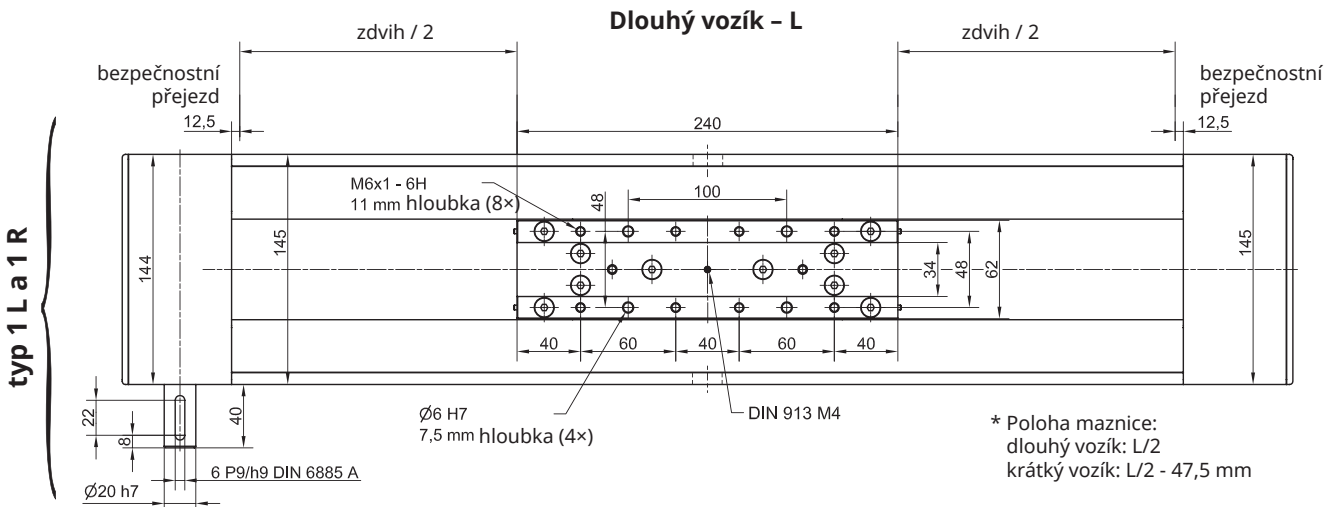 Dlouhý vozík – L
zdvih / 2
zdvih / 2
bezpečnostní
přejezd
bezpečnostní
přejezd
12,5
240
12,5
M6x1 - 6H
11 mm hloubka (8×)
48
100
typ 1 L a 1 R
144
145
34
48
62
145
40
60
40
60
40
22
8
40
Ø6 H7
7,5 mm hloubka (4×)
DIN 913 M4
* Poloha maznice:
dlouhý vozík: L/2
krátký vozík: L/2 - 47,5 mm
6 P9/h9 DIN 6885 A
Ø20 h7